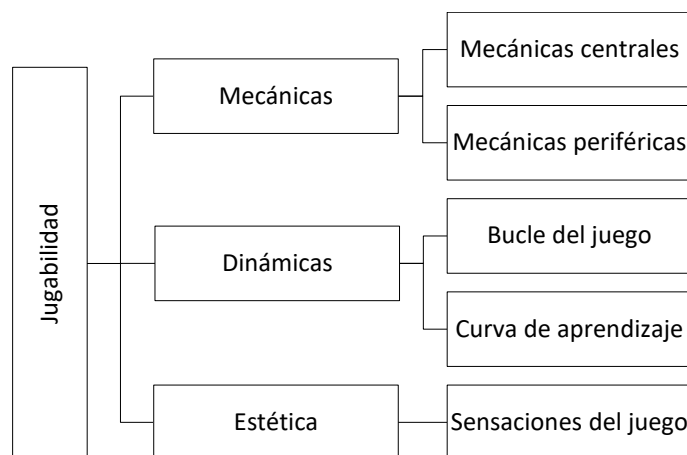 Jugabilidad
Mecánicas
Mecánicas centrales
Mecánicas periféricas
Dinámicas
Bucle del juego
Curva de aprendizaje
Estética
Sensaciones del juego